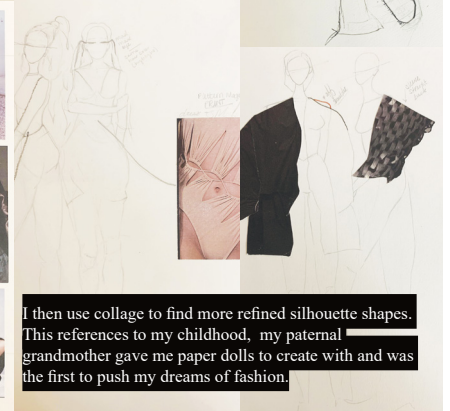 I then use collage to find more refined silhouette shapes.
This references to my childhood,  my paternal
grandmother gave me paper dolls to create with and was
the first to push my dreams of fashion.